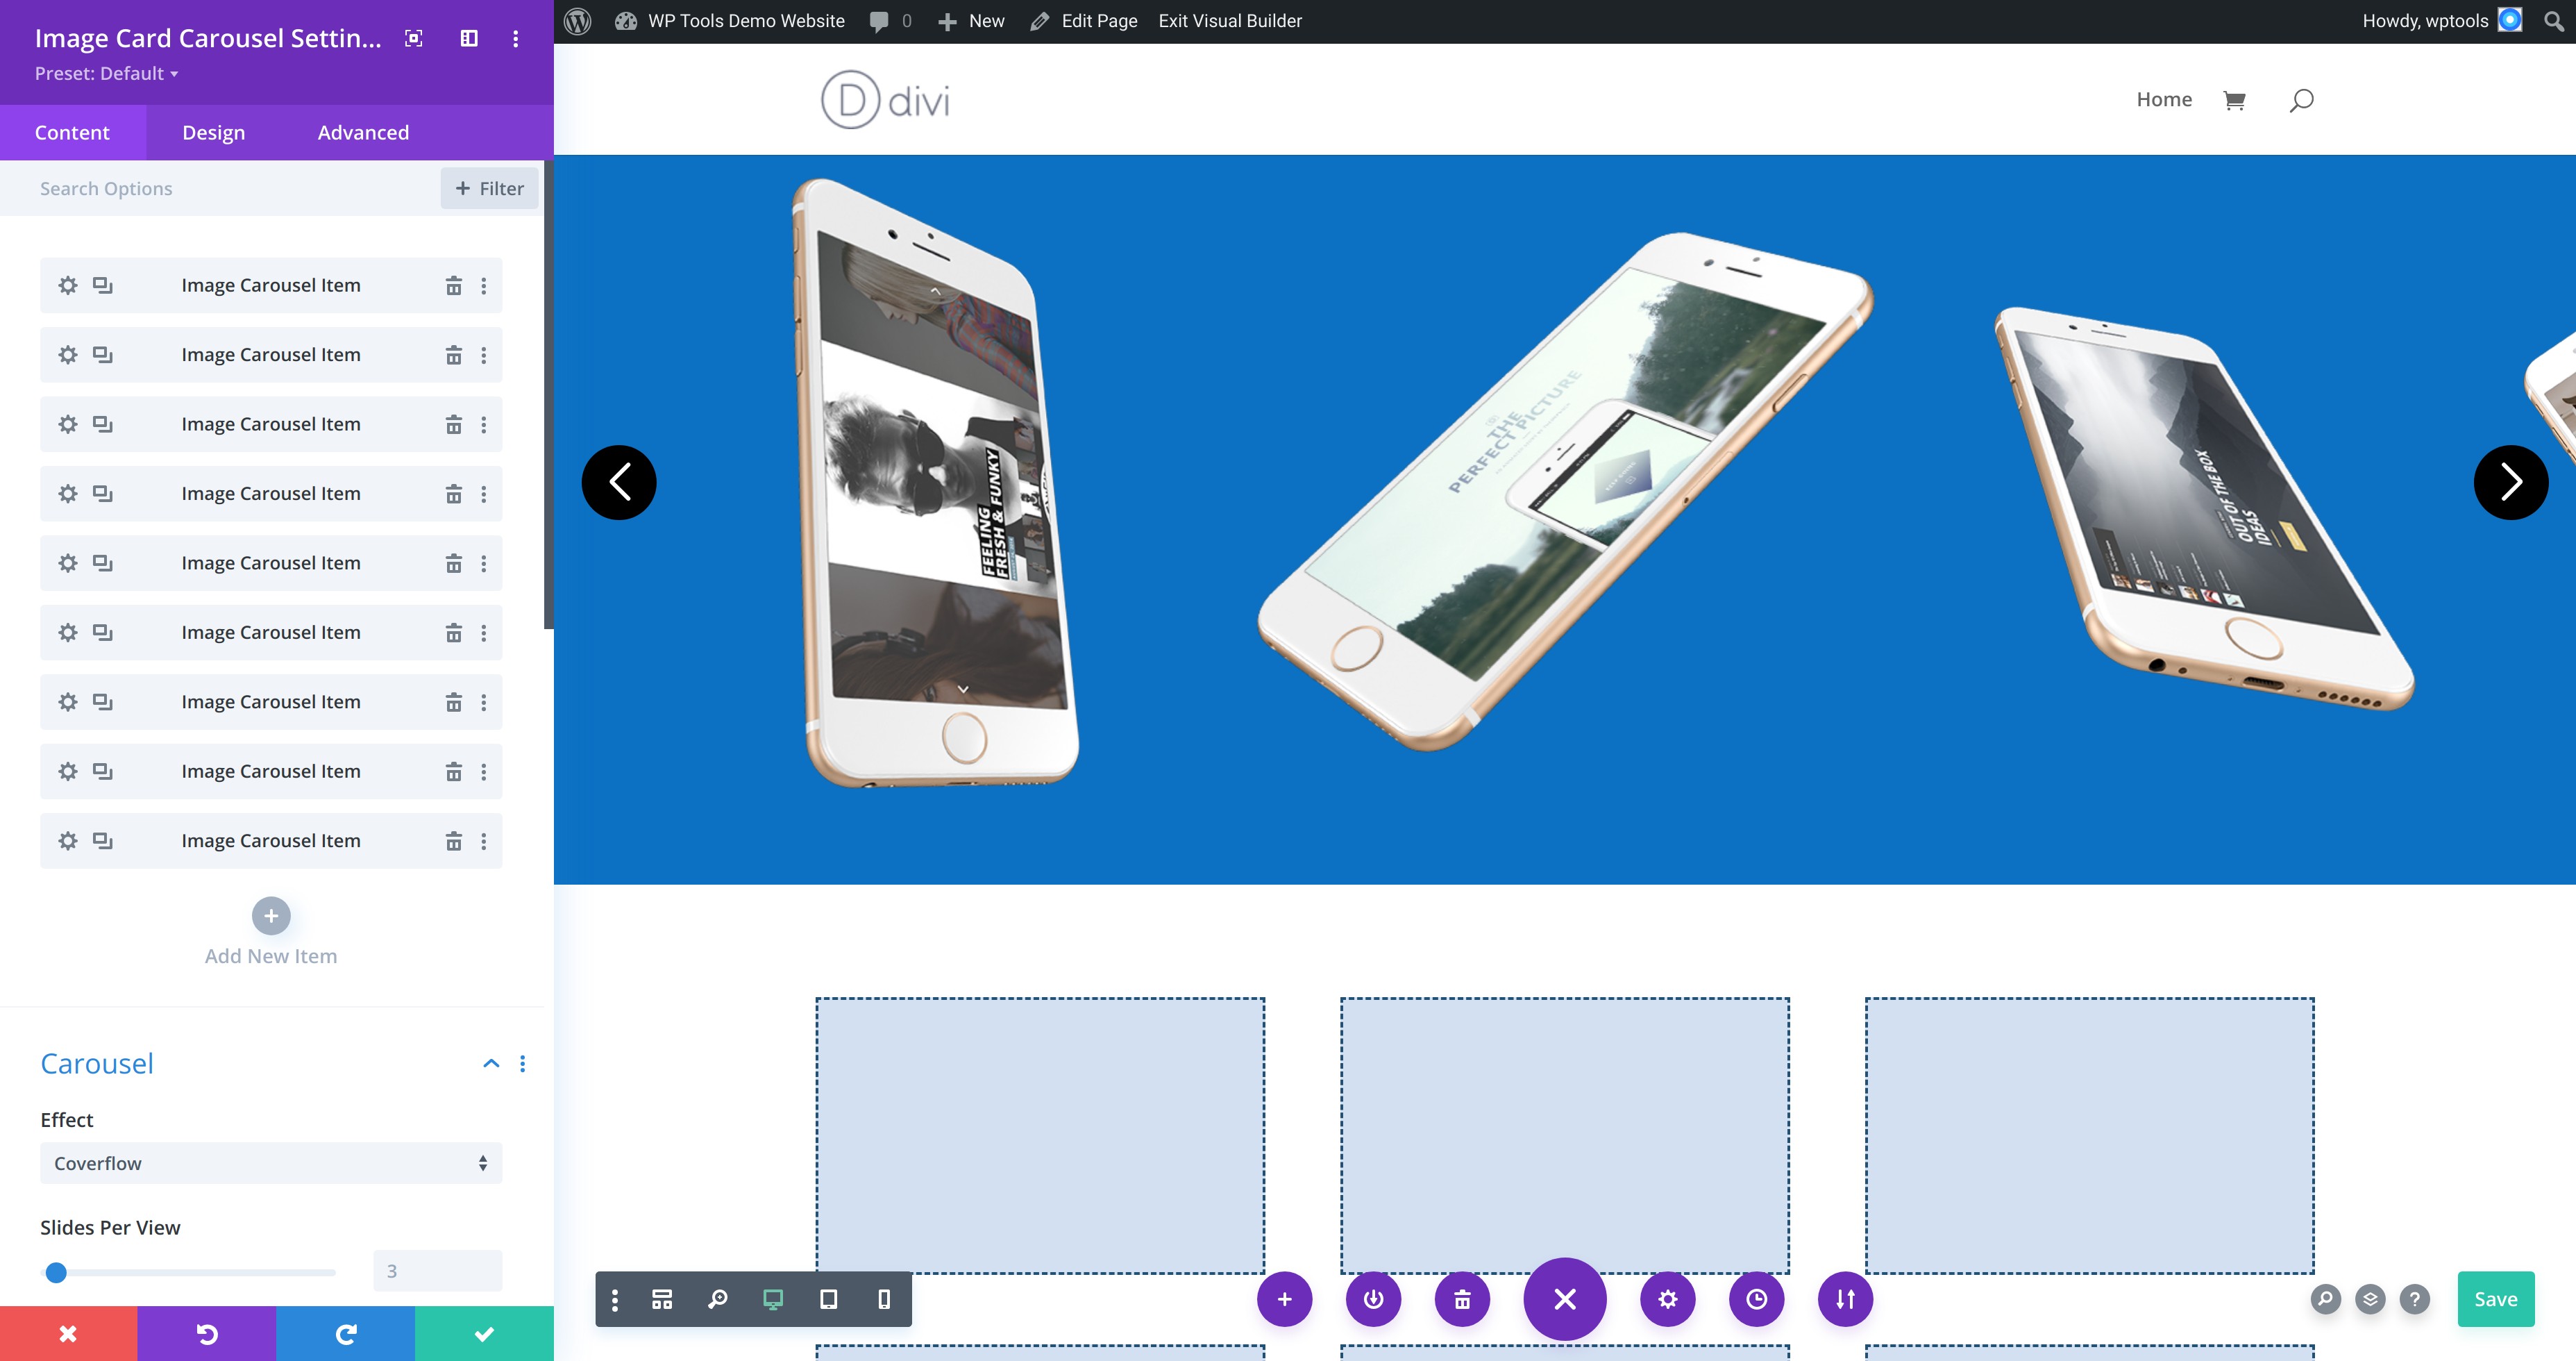 Image Card Carousel Settin...
Preset: Default
Content
Design
Advanced
Search Options
+ Filter
Image Carousel Item
Image Carousel Item
Image Carousel Item
Image Carousel Item
Image Carousel Item
Image Carousel Item
Image Carousel Item
Image Carousel Item
Image Carousel Item
Add New Item
Carousel
Effect
Coverflow
Slides Per View
3
WP Tools Demo Website
0
New
Edit Page
Exit Visual Builder
Howdy, wptools
D divi
Home
FEELING
FRESH & FUNKY
THE
PERFECT PICTURE
OUT OF THE BOX
IDEAS
?
Save